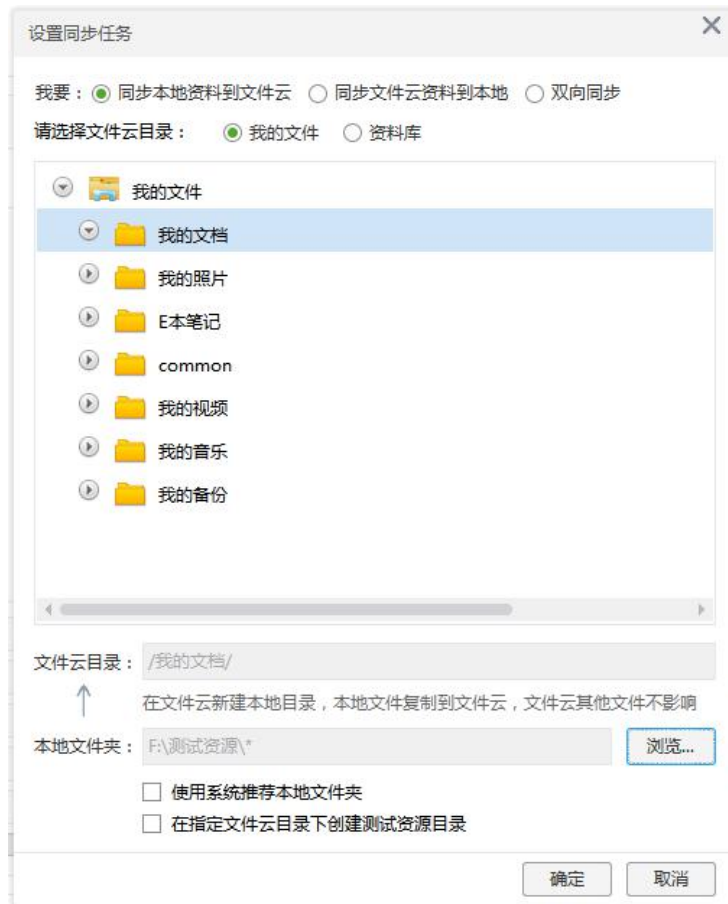 设置同步任务
我要： 同步本地资料到文件云 同步文件云资料到本地 双向同步
请选择文件云目录： 我的文件 资料库
我的文件
我的文档
我的照片
E本笔记
common
我的视频
我的音乐
我的备份
文件云目录： /我的文档/
在文件云新建本地目录，本地文件复制到文件云，文件云其他文件不影响
本地文件夹： F:\测试资源\* 浏览...
使用系统推荐本地文件夹
在指定文件云目录下创建测试资源目录
确定 取消